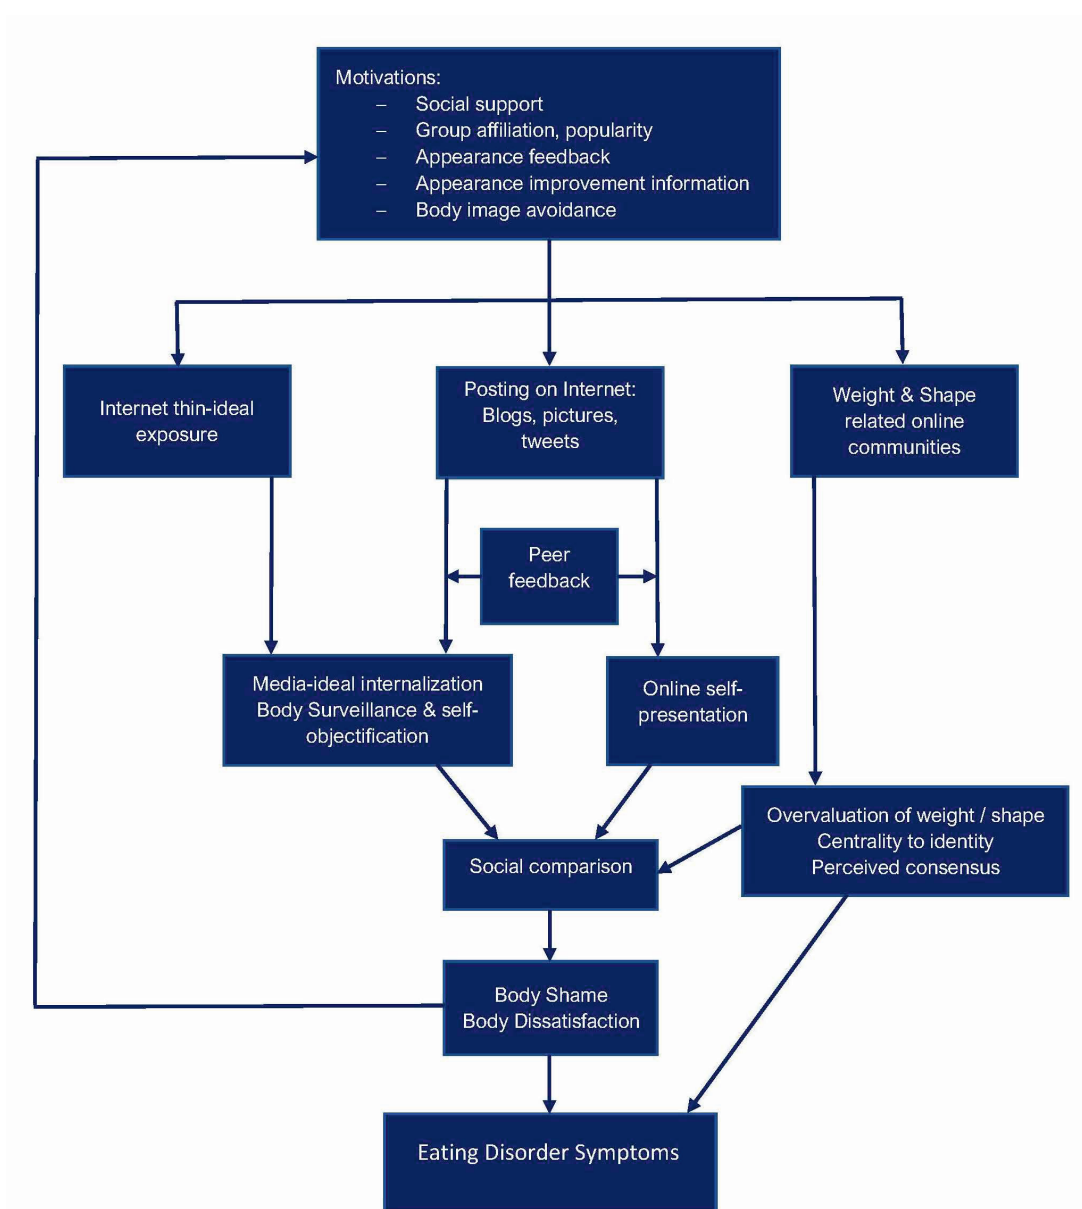 Motivations:
– Social support
– Group affiliation, popularity
– Appearance feedback
– Appearance improvement information
– Body image avoidance
Internet thin-ideal
exposure
Posting on Internet:
Blogs, pictures,
tweets
Weight & Shape
related online
communities
Peer
feedback
Media-ideal internalization
Body Surveillance & self-
objectification
Online self-
presentation
Overvaluation of weight / shape
Centrality to identity
Perceived consensus
Social comparison
Body Shame
Body Dissatisfaction
Eating Disorder Symptoms